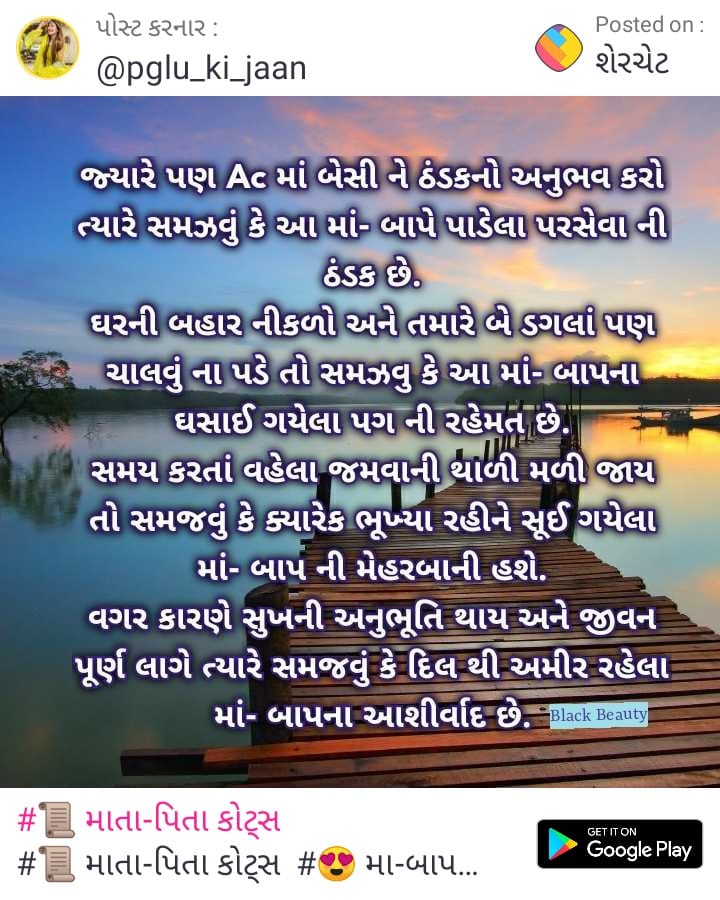 પોસ્ટ કરનાર :
@pglu_ki_jaan
Posted on :
શેરચેટ
જ્યારે પણ Ac માં બેસી ને ઠંડકનો અનુભવ કરો
ત્યારે સમઝવું કે આ માં- બાપે પાડેલા પરસેવા ની
ઠંડક છે.
ઘરની બહાર નીકળો અને તમારે બે ડગલાં પણ
ચાલવું ના પડે તો સમઝવુ કે આ માં- બાપના
ઘસાઈ ગયેલા પગ ની રહેમત છે.
સમય કરતાં વહેલા જમવાની થાળી મળી જાય
તો સમજવું કે ક્યારેક ભૂખ્યા રહીને સૂઈ ગયેલા
માં- બાપ ની મેહરબાની હશે.
વગર કારણે સુખની અનુભૂતિ થાય અને જીવન
પૂર્ણ લાગે ત્યારે સમજવું કે દિલ થી અમીર રહેલા
માં- બાપના આશીર્વાદ છે. Black Beauty
#📜 માતા-પિતા કોટ્સ
#📜 માતા-પિતા કોટ્સ #😍 મા-બાપ...
GET IT ON
Google Play